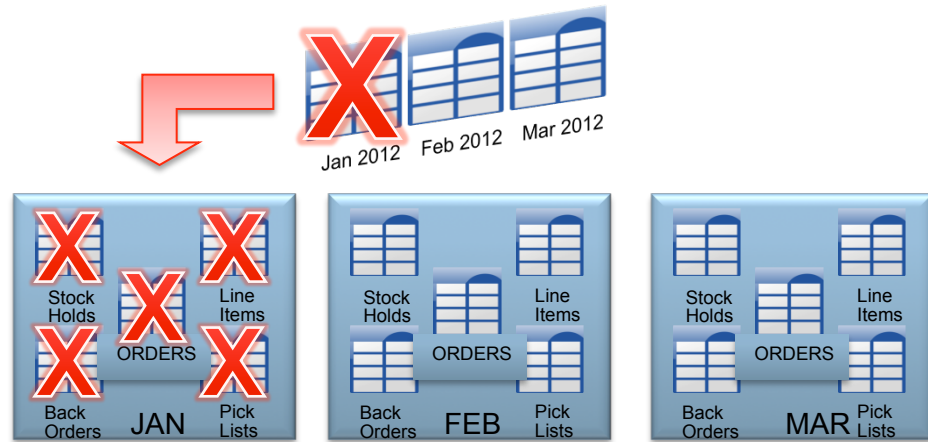 Jan 2012
Feb 2012
Mar 2012
Stock
Holds
Line
Items
ORDERS
Back
Orders
JAN
Pick
Lists
Stock
Holds
Line
Items
ORDERS
Back
Orders
FEB
Pick
Lists
Stock
Holds
Line
Items
ORDERS
Back
Orders
MAR
Pick
Lists